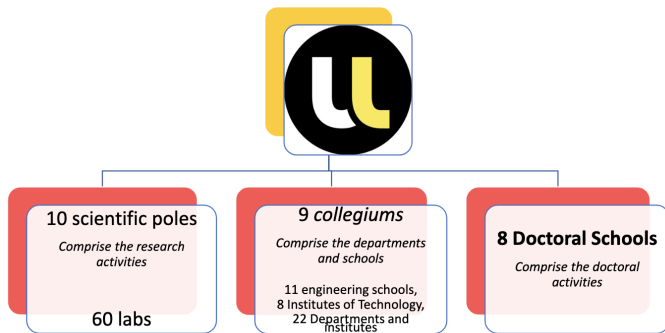 10 scientific poles
Comprise the research
activities
60 labs
9 collegiums
Comprise the departments
and schools
11 engineering schools,
8 Institutes of Technology,
22 Departments and
institutes
8 Doctoral Schools
Comprise the doctoral
activities